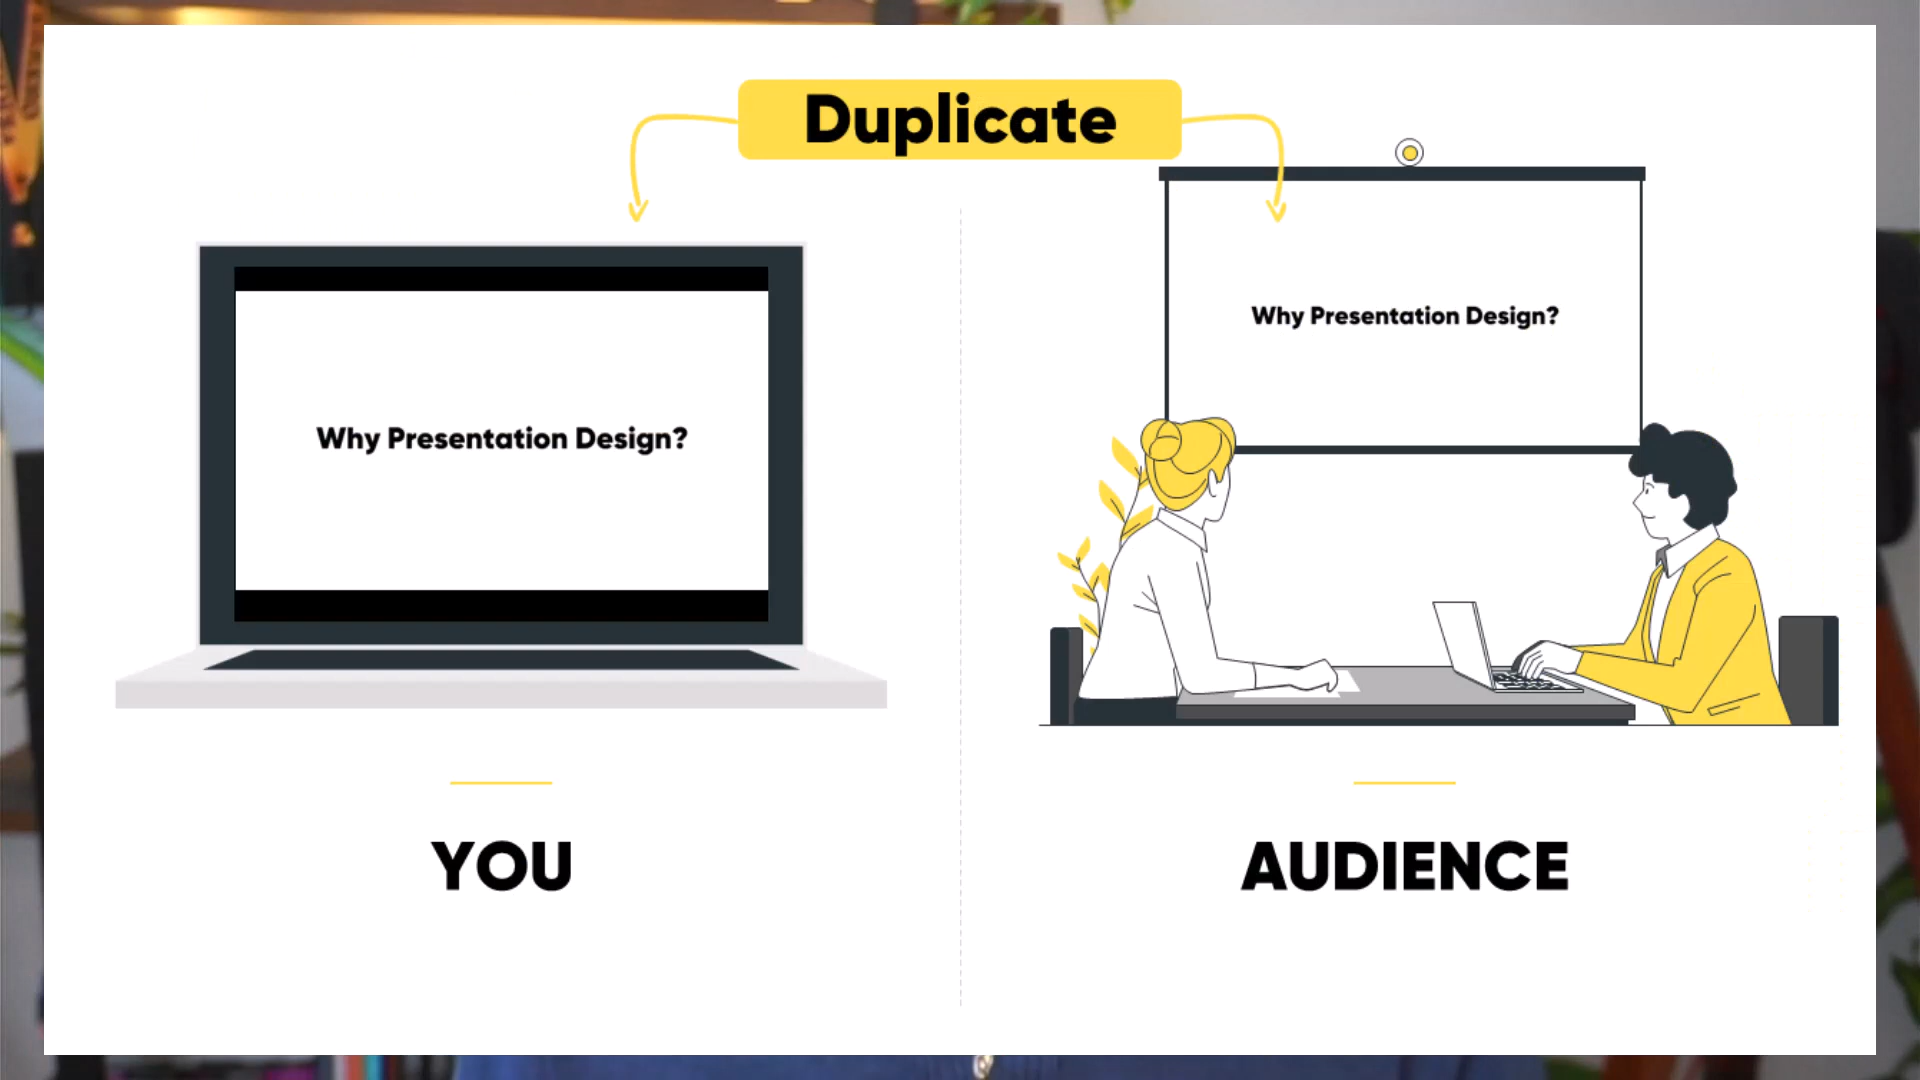 Duplicate
Why Presentation Design?
Why Presentation Design?
YOU
AUDIENCE